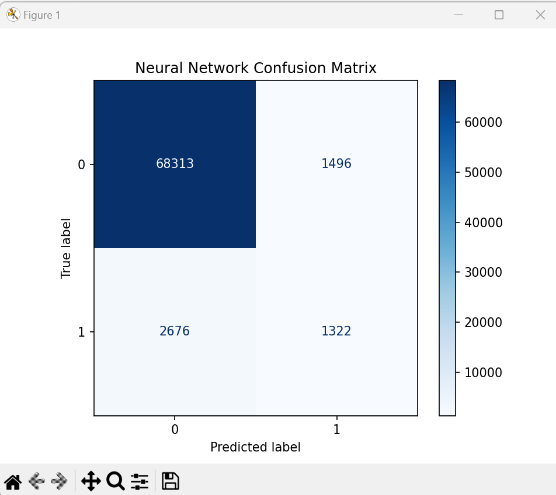 Figure 1
Neural Network Confusion Matrix
0 68313 1496
1 2676 1322
0 1
True label
Predicted label
60000
50000
40000
30000
20000
10000